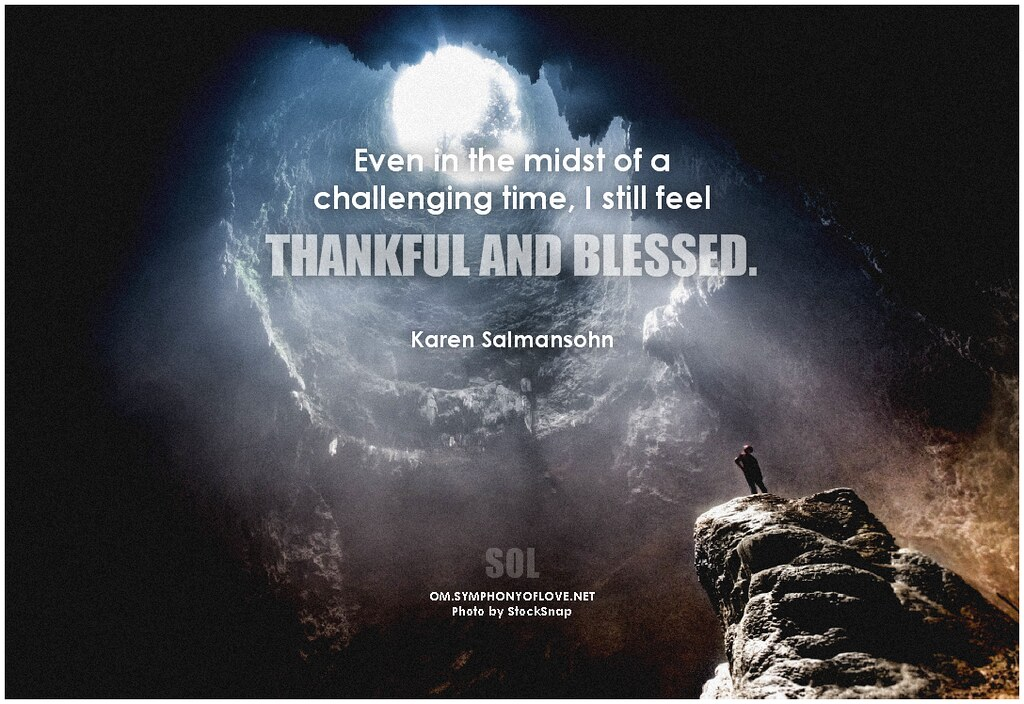 Even in the midst of a
challenging time, I still feel
THANKFUL AND BLESSED.
Karen Salmansohn
SOL
OM.SYMPHONYOFLOVE.NET
Photo by StockSnap